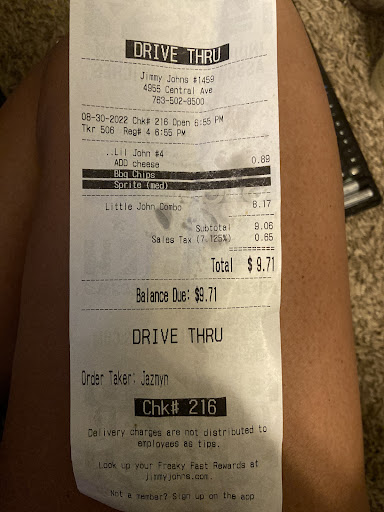 DRIVE THRU
Jimmy Johns #1459
4955 Central Ave
763-502-8500
08-30-2022 Chk# 216 Open 6:55 PM
Tkr 506 Reg# 4 6:55 PM
..Lil John #4
ADD cheese 0.89
Bbq Chips
Sprite (med)
Little John Combo 8.17
Subtotal 9.06
Sales Tax (7.125%) 0.65
Total $9.71
Balance Due: $9.71
DRIVE THRU
Order Taker: Jaznyn
Chk# 216
Delivery charges are not distributed to
employees as tips.
Look up your Freaky Fast Rewards at
jimmyjohns.com.
Not a member? Sign up on the app